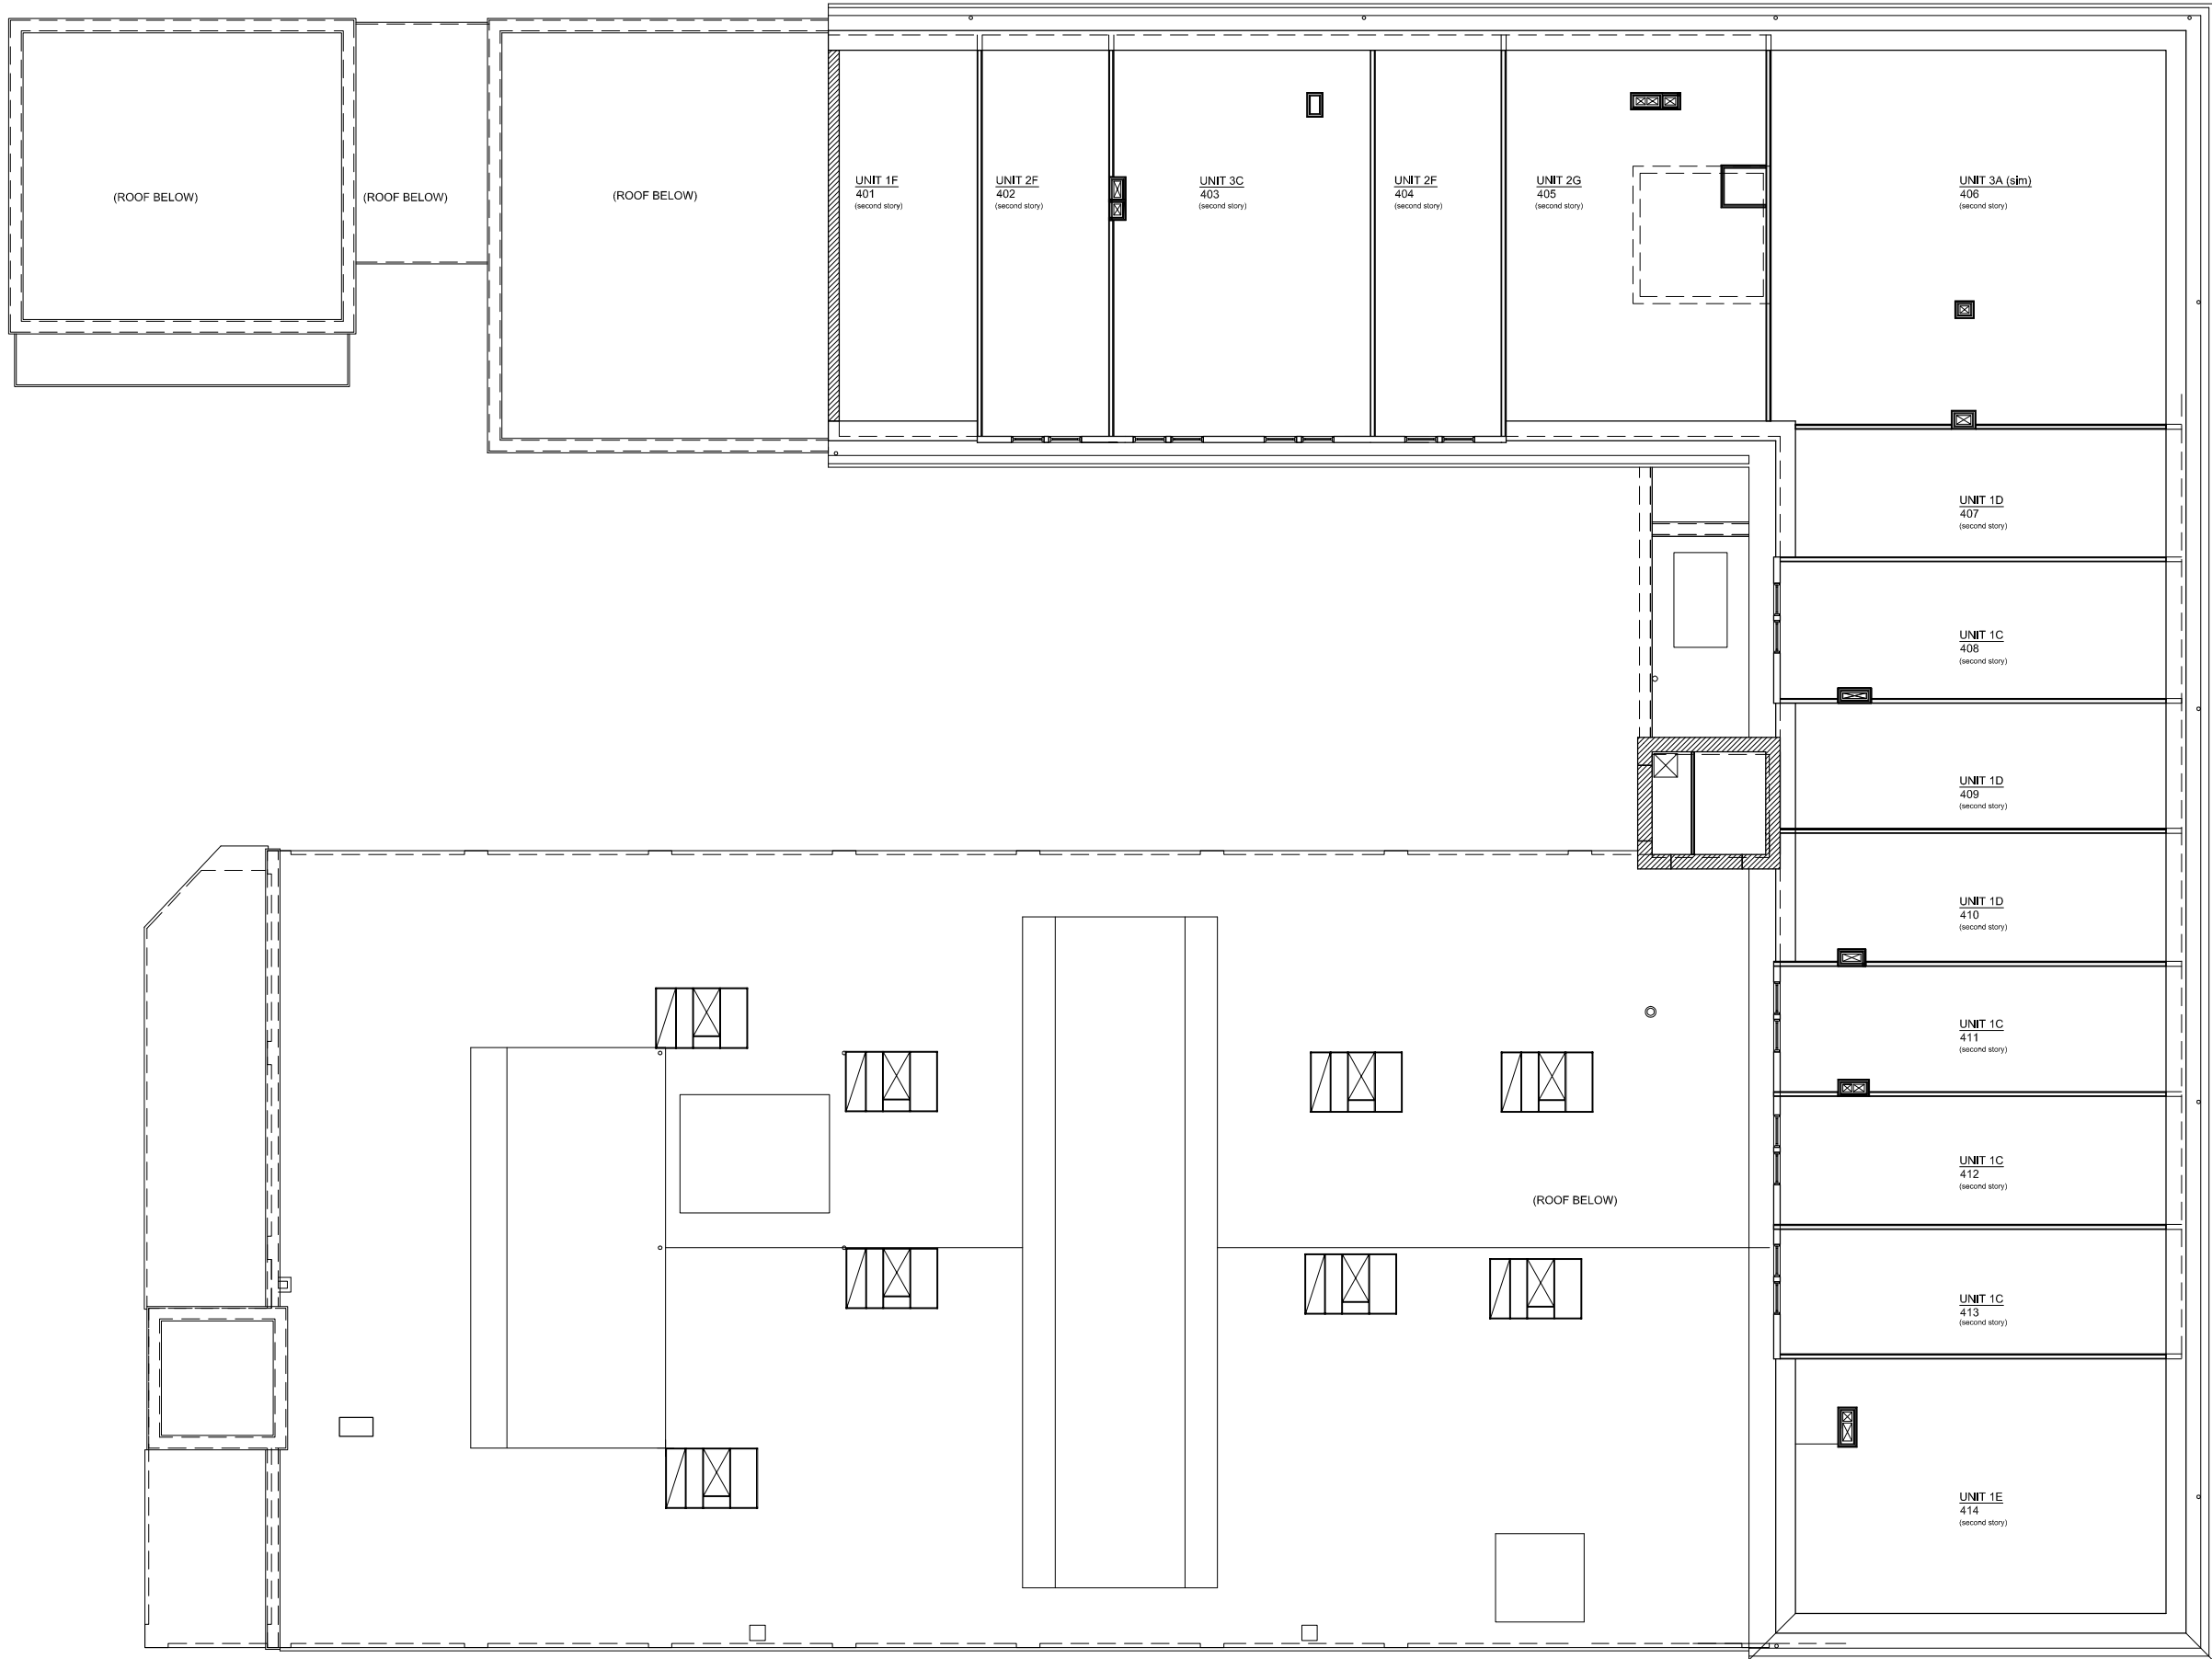 (ROOF BELOW)
(ROOF BELOW)
(ROOF BELOW)
UNIT 1F
401
(second story)
UNIT 2F
402
(second story)
UNIT 3C
403
(second story)
UNIT 2F
404
(second story)
UNIT 2G
405
(second story)
UNIT 3A (sim)
406
(second story)
UNIT 1D
407
(second story)
UNIT 1C
408
(second story)
UNIT 1D
409
(second story)
UNIT 1D
410
(second story)
UNIT 1C
411
(second story)
UNIT 1C
412
(second story)
(ROOF BELOW)
UNIT 1C
413
(second story)
UNIT 1E
414
(second story)